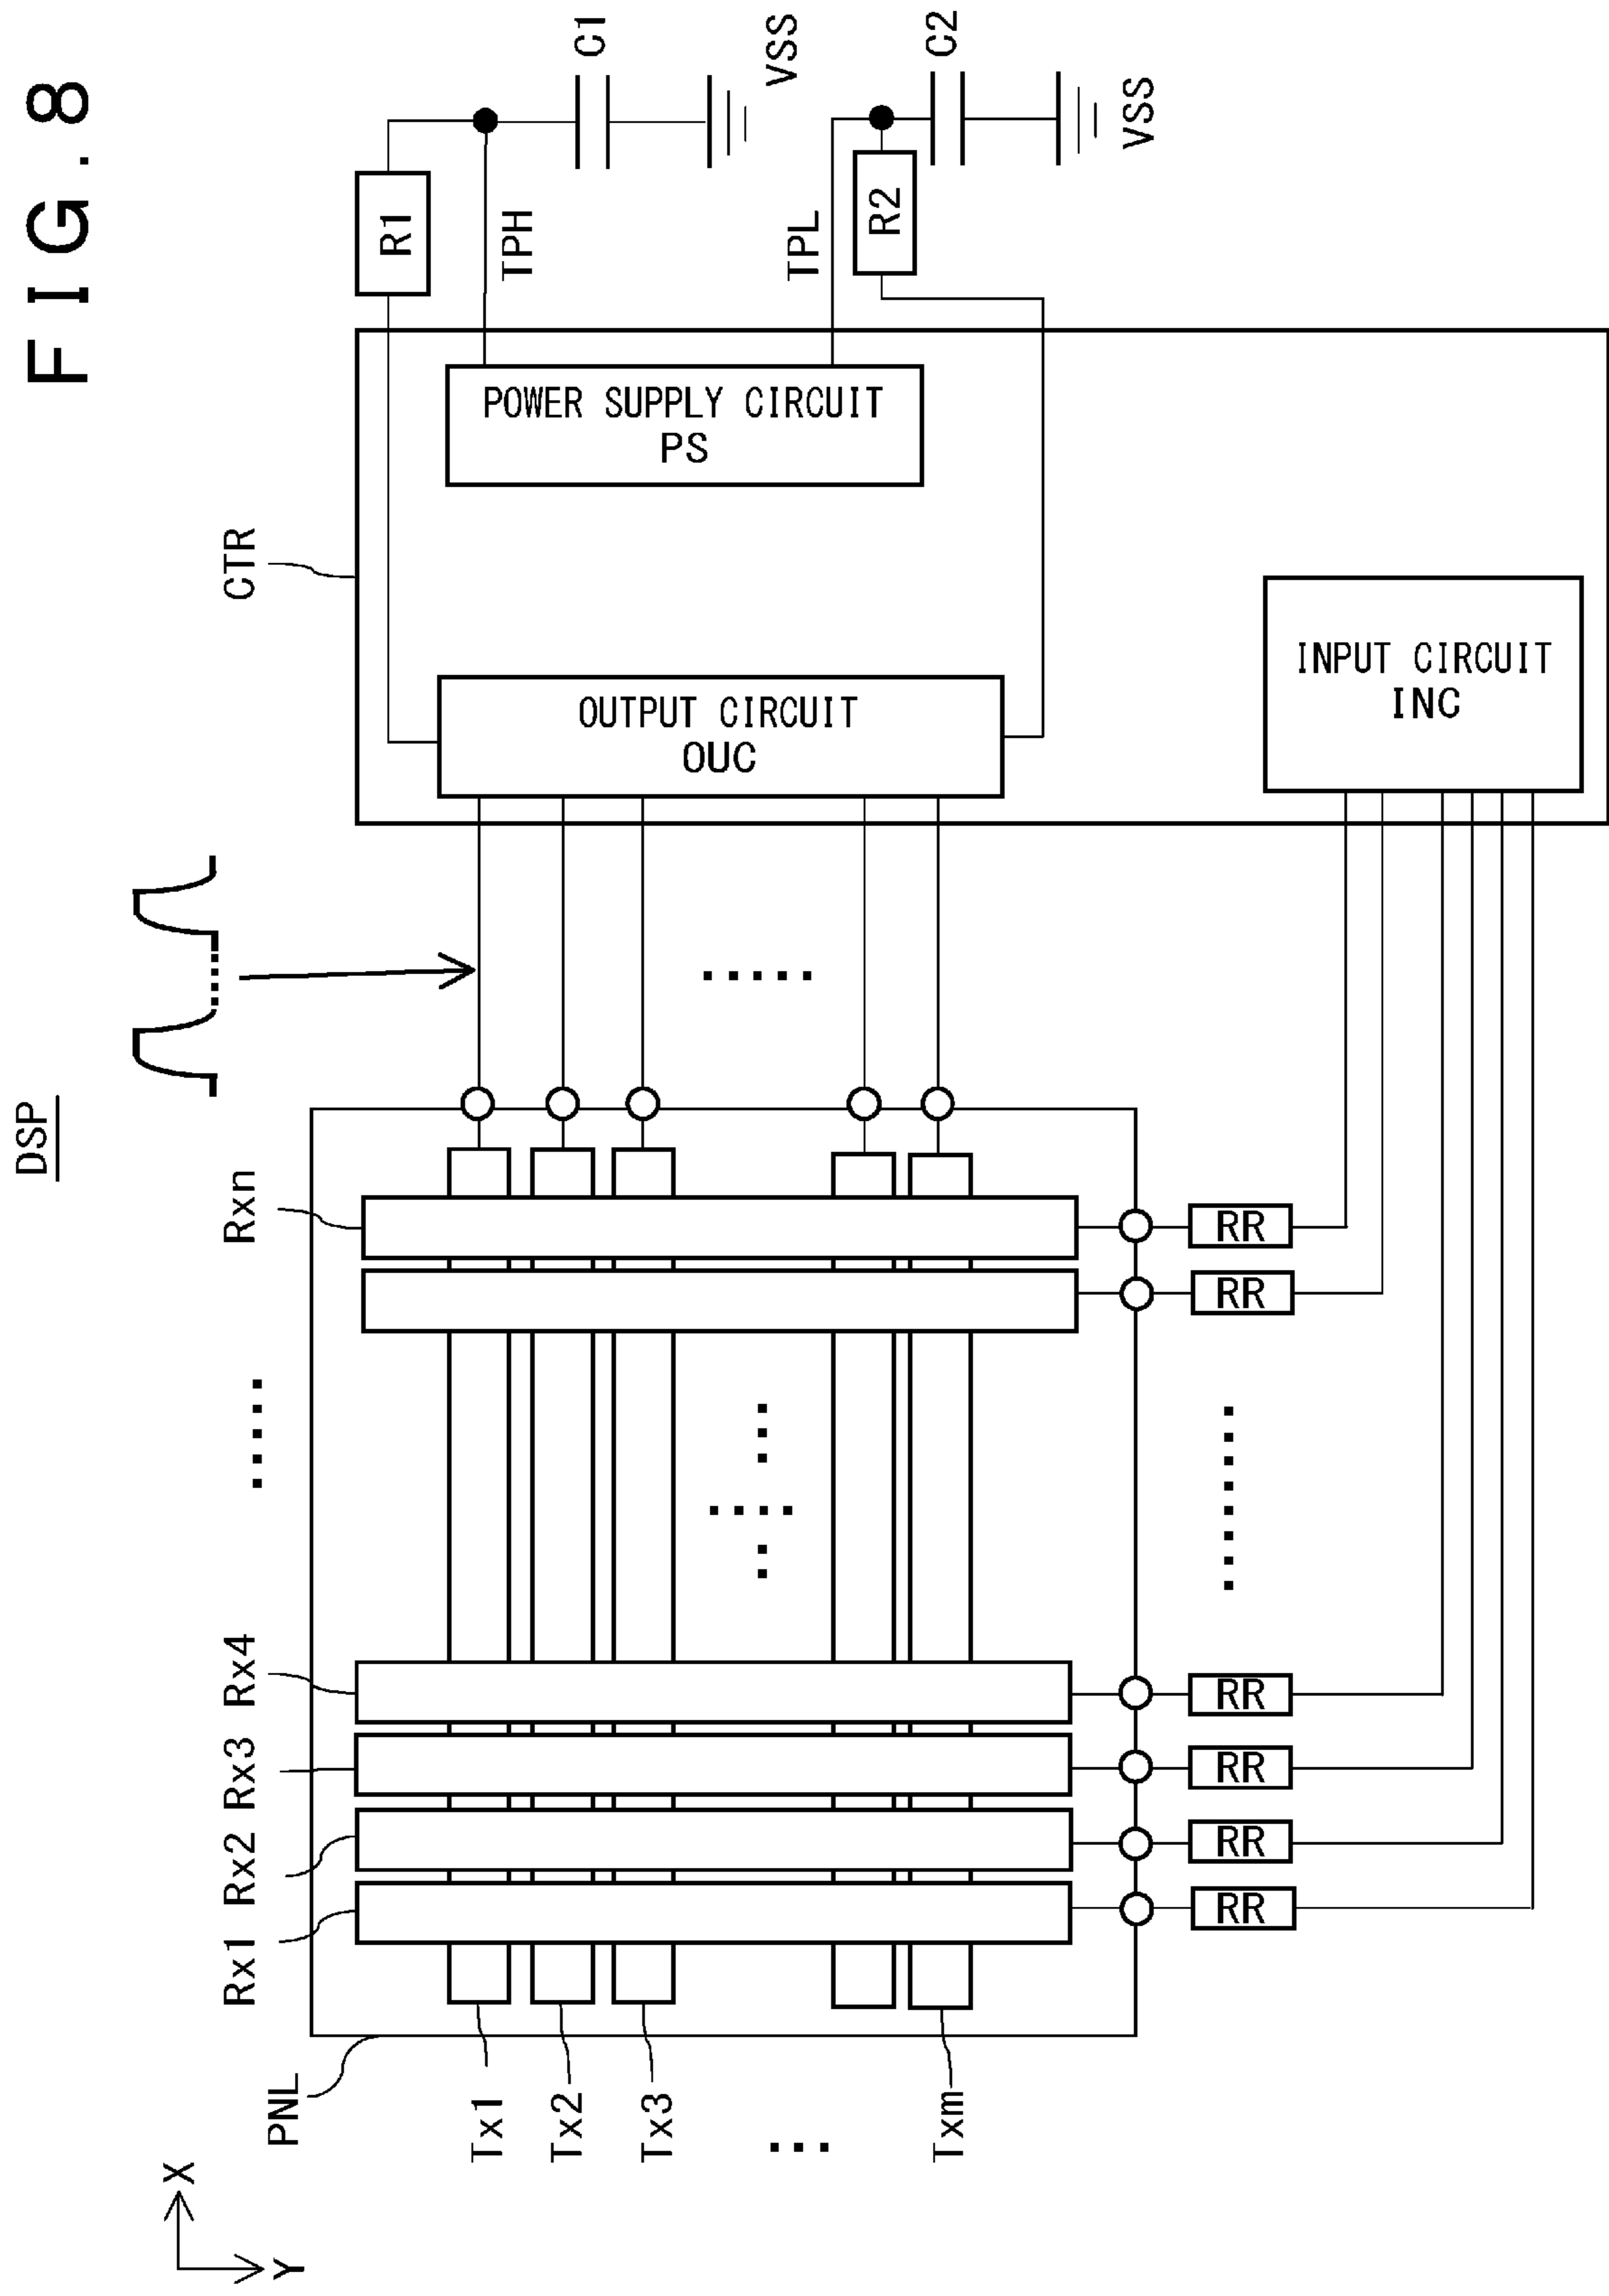 FIG. 8
DSP
CTR
Rx1
Rx2
Rx3
Rx4
Rxn
PNL
Tx1
Tx2
Tx3
Txm
X
Y
OUTPUT CIRCUIT
OUC
POWER SUPPLY CIRCUIT
PS
INPUT CIRCUIT
INC
R1
TPH
C1
VSS
TPL
R2
C2
VSS
RR
RR
RR
RR
RR
RR